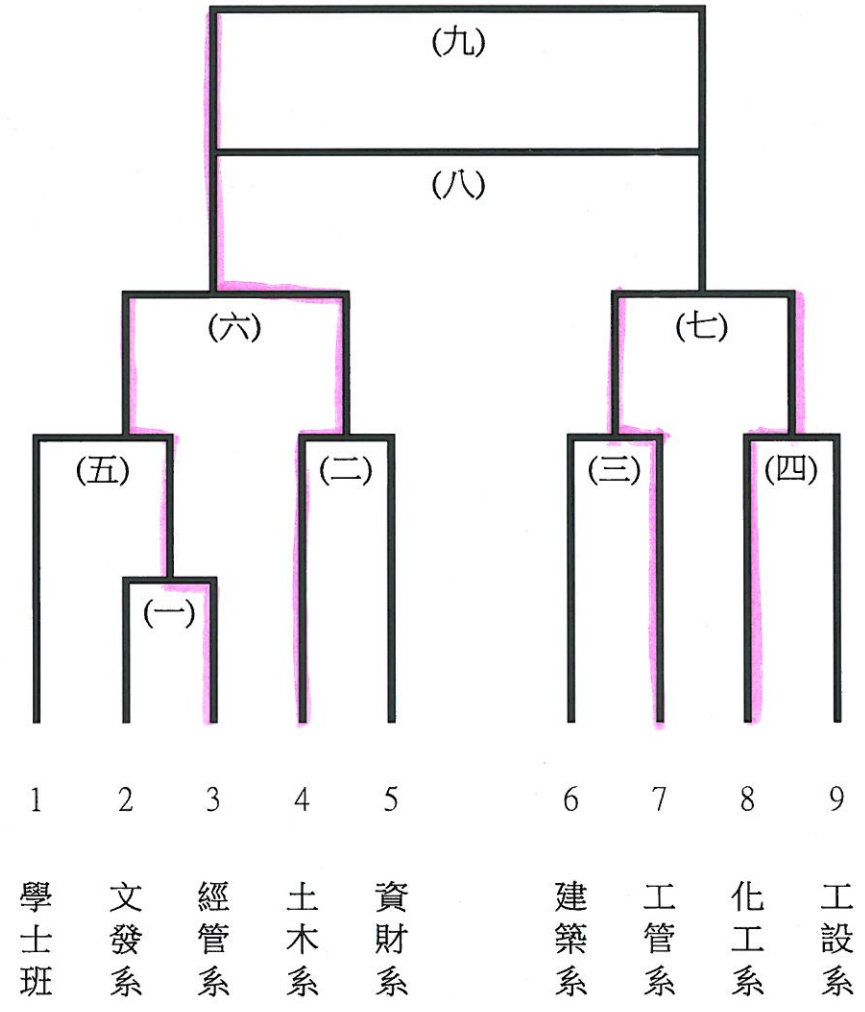 (九)
(八)
(六)
(七)
(五)
(二)
(三)
(四)
(一)
1 2 3 4 5 6 7 8 9
學士班
文發系
經管系
土木系
資財系
建築系
工管系
化工系
工設系